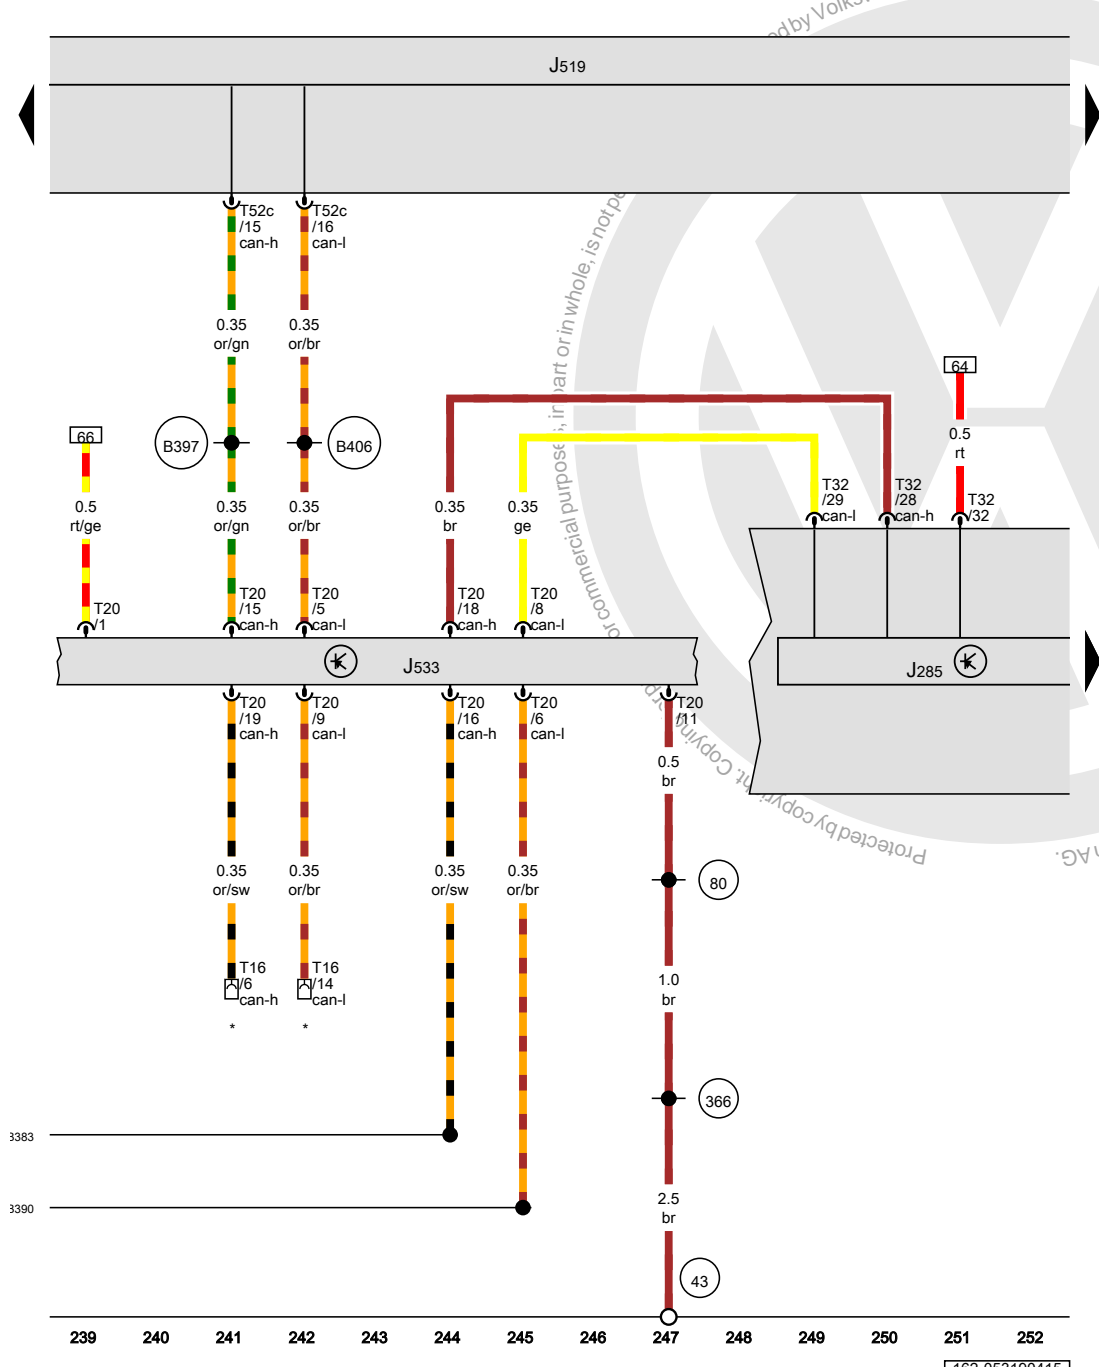 J519
T52c
/15
can-h
T52c
/16
can-l
0.35
or/gn
0.35
or/br
64
66
B397
B406
0.5
rt
T32
/29
can-l
T32
/28
can-h
T32
/32
0.5
rt/ge
0.35
or/gn
0.35
or/br
0.35
br
0.35
ge
T20
/1
T20
/15
can-h
T20
/5
can-l
T20
/18
can-h
T20
/8
can-l
J533
J285
T20
/19
can-h
T20
/9
can-l
T20
/16
can-h
T20
/6
can-l
T20
/11
0.5
br
0.35
or/sw
0.35
or/br
0.35
or/sw
0.35
or/br
80
T16
/6
can-h
*
T16
/14
can-l
*
1.0
br
366
2.5
br
43
239 240 241 242 243 244 245 246 247 248 249 250 251 252
162-053100415
commercial purposes, in part or in whole, is not
by
Copying
Protected by copyright. Copy
AG.